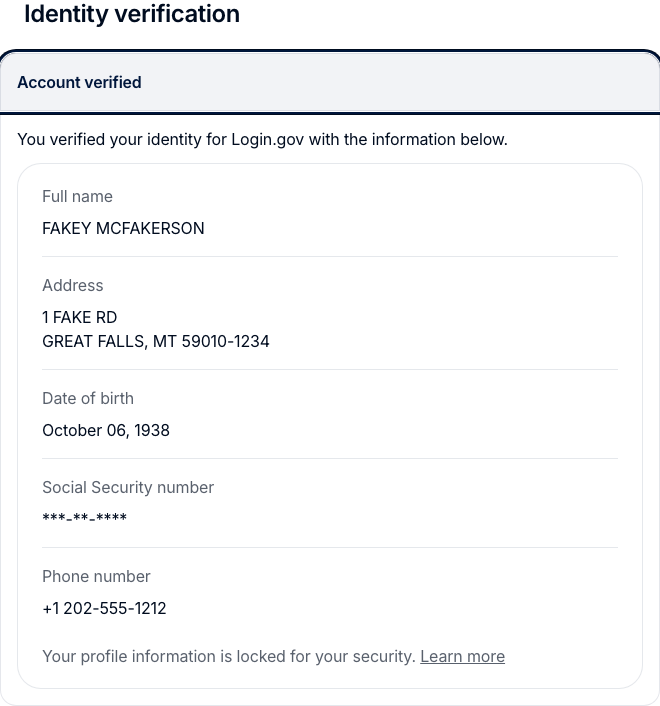 Identity verification
Account verified
You verified your identity for Login.gov with the information below.
Full name
FAKEY MCFAKERSON
Address
1 FAKE RD
GREAT FALLS, MT 59010-1234
Date of birth
October 06, 1938
Social Security number
***-**-****
Phone number
+1 202-555-1212
Your profile information is locked for your security. Learn more